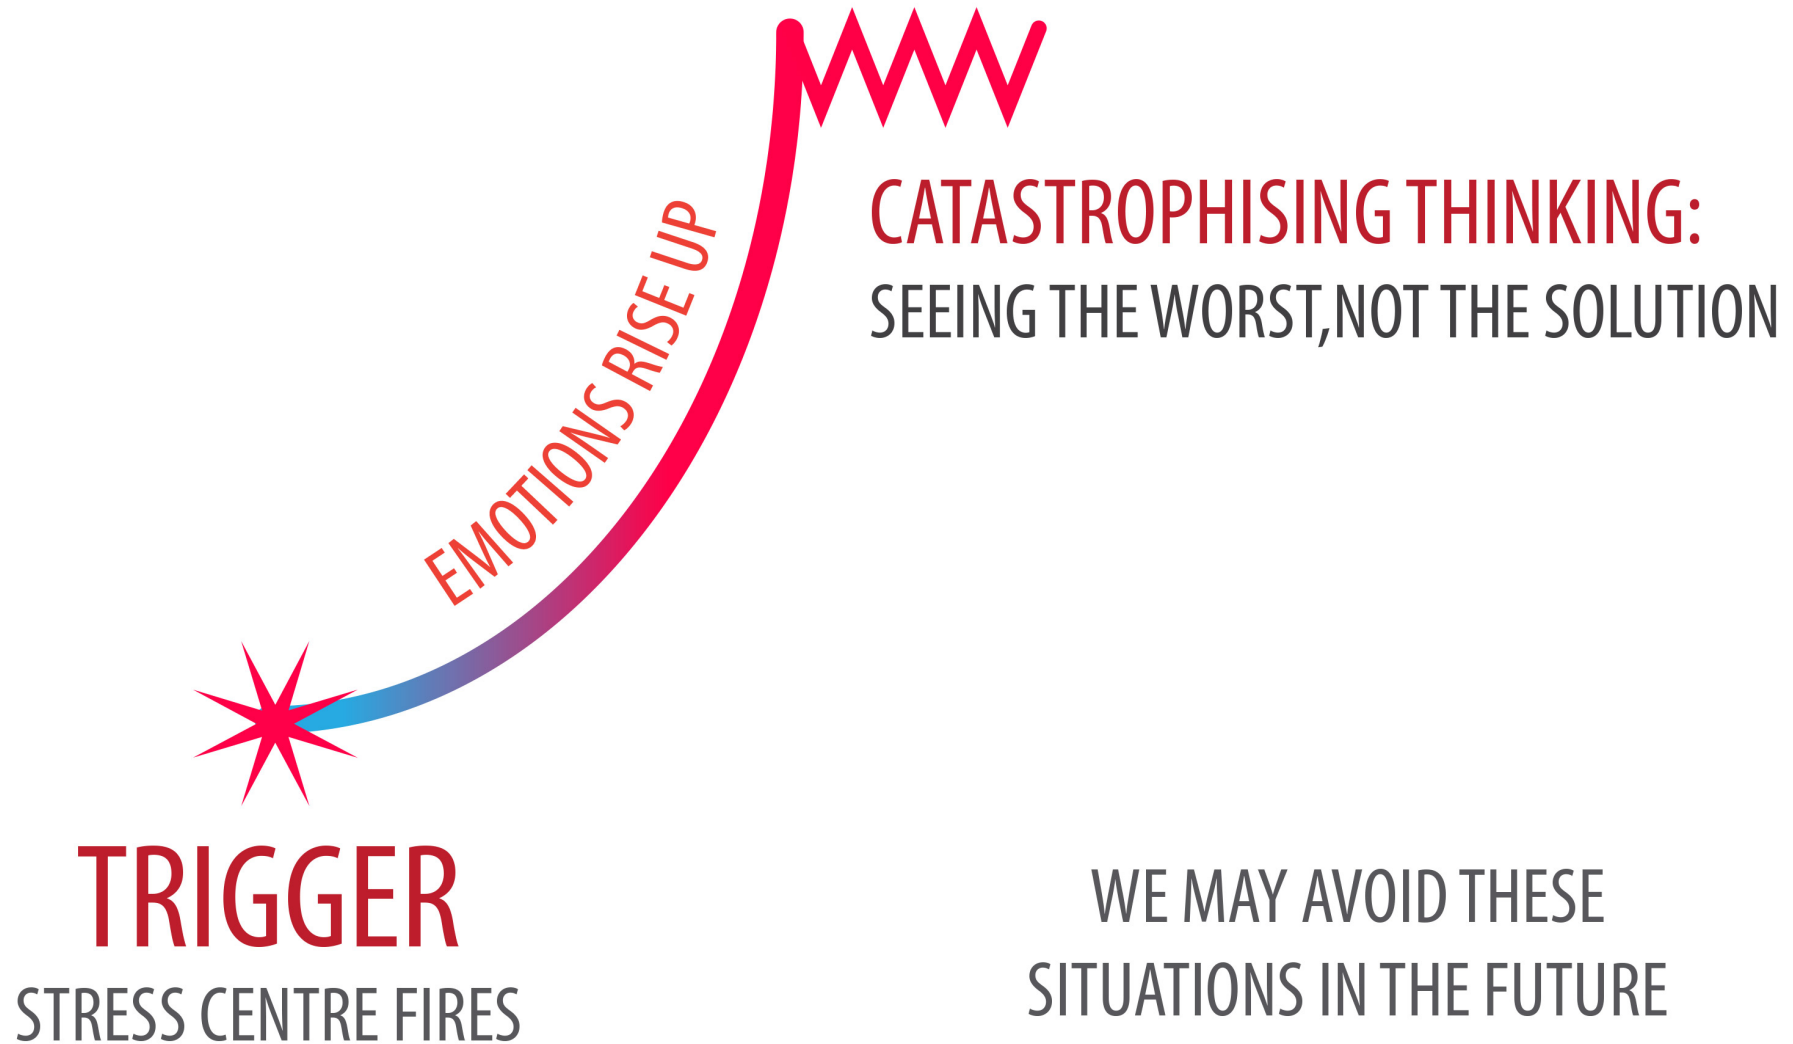 EMOTIONS RISE UP
CATASTROPHISING THINKING:
SEEING THE WORST,NOT THE SOLUTION
TRIGGER
STRESS CENTRE FIRES
WE MAY AVOID THESE
SITUATIONS IN THE FUTURE